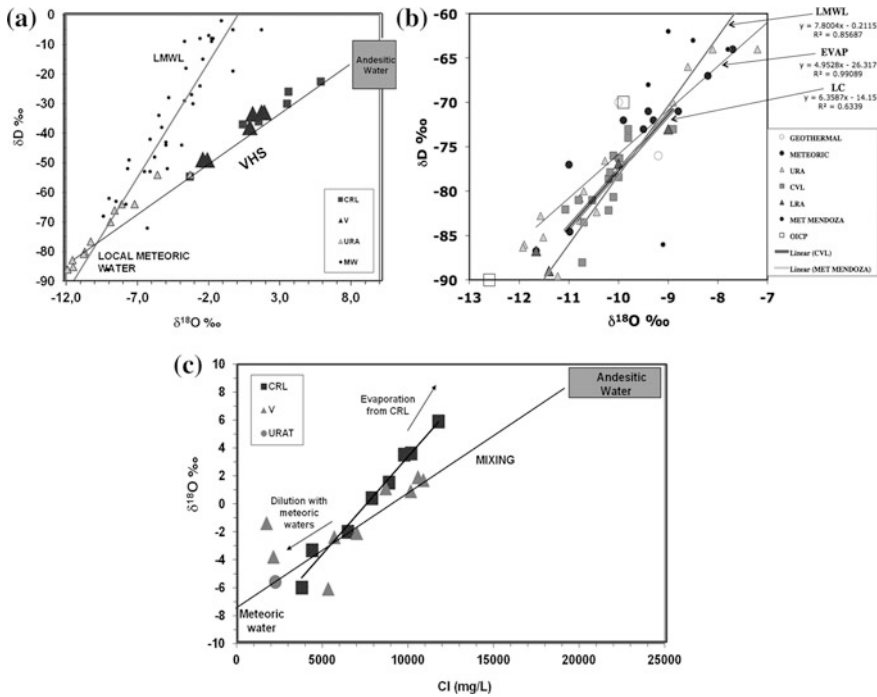 (a)
0
-10
-20
-30
-40
-50
-60
-70
-80
-90
δD ‰
LMWL
Andesitic
Water
VHS
LOCAL METEORIC
WATER
CRL
V
URA
MW
-12,0
-7,0
-2,0
3,0
8,0
δ18O ‰
(b)
-60
-65
-70
-75
-80
-85
-90
δD ‰
LMWL
y = 7.8004x - 0.2115
R² = 0.85687
EVAP
y = 4.9528x - 26.317
R² = 0.99089
LC
y = 6.3587x - 14.15
R² = 0.6339
GEOTHERMAL
METEORIC
URA
CVL
LRA
MET MENDOZA
OICP
Linear (CVL)
Linear (MET MENDOZA)
-13
-12
-11
-10
-9
-8
-7
δ18O ‰
(c)
10
8
6
4
2
0
-2
-4
-6
-8
-10
δ18O ‰
CRL
V
URAT
Evaporation
from CRL
Andesitic
Water
MIXING
Dilution with
meteoric
waters
Meteoric
water
0
5000
10000
15000
20000
25000
Cl (mg/L)